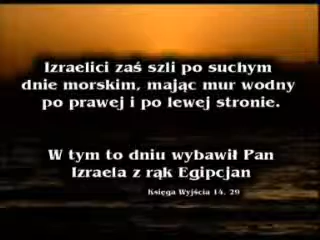 Izraelici zaś szli po suchym
dnie morskim, mając mur wodny
po prawej i po lewej stronie.
W tym to dniu wybawił Pan
Izraela z rąk Egipcjan
Księga Wyjścia 14, 29